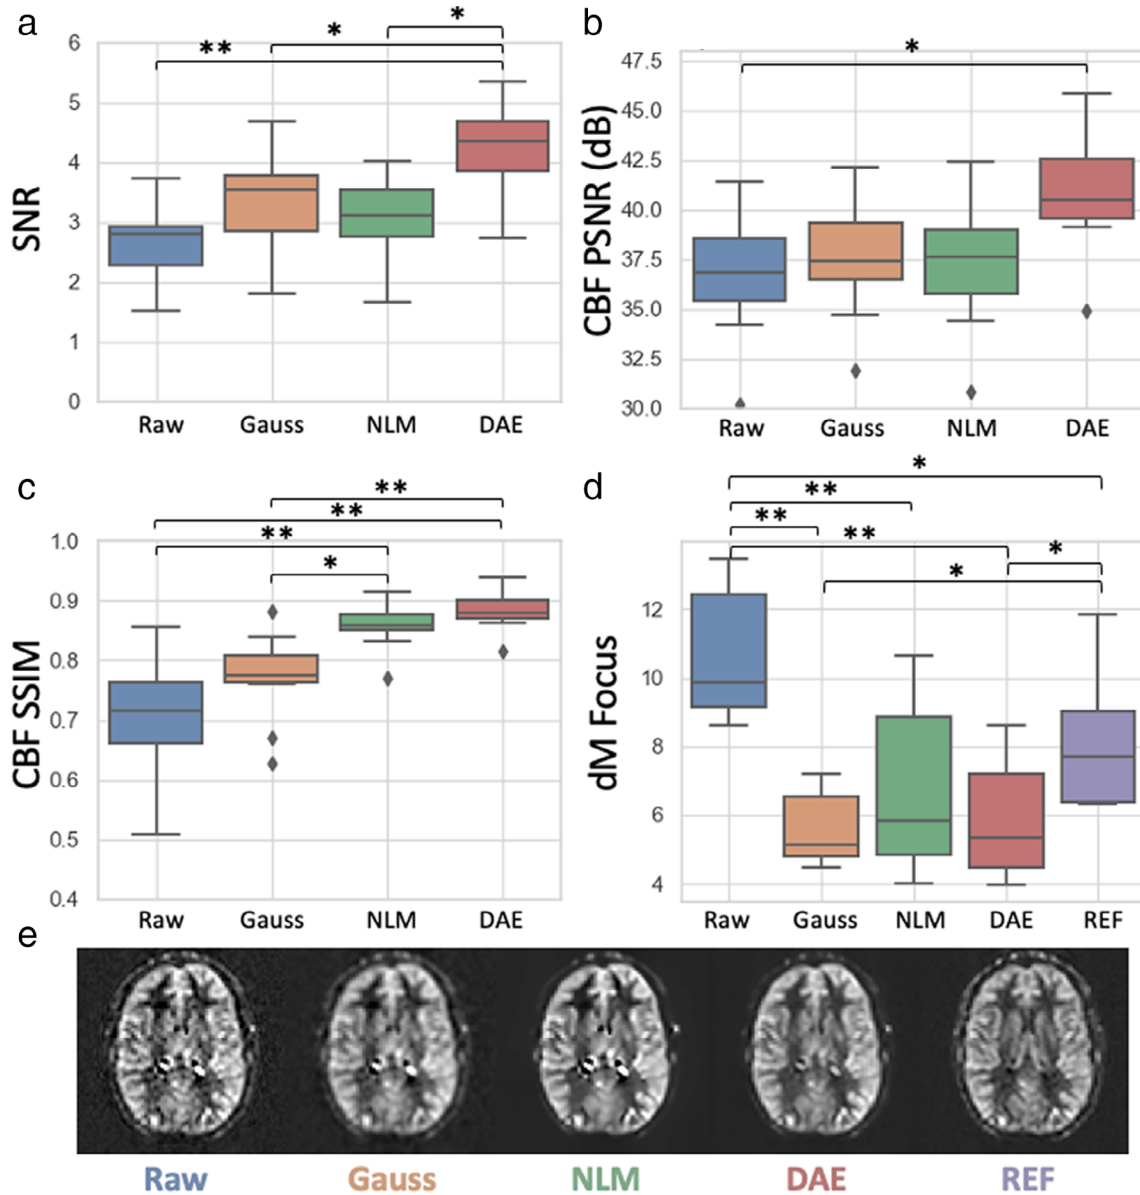 a
SNR
6
5
4
3
2
1
0
**
*
*
Raw Gauss NLM DAE
b
CBF PSNR (dB)
47.5
45.0
42.5
40.0
37.5
35.0
32.5
30.0
*
Raw Gauss NLM DAE
c
CBF SSIM
1.0
0.9
0.8
0.7
0.6
0.5
0.4
**
**
**
*
Raw Gauss NLM DAE
d
dM Focus
12
10
8
6
4
*
**
**
**
*
*
Raw Gauss NLM DAE REF
e
Raw Gauss NLM DAE REF